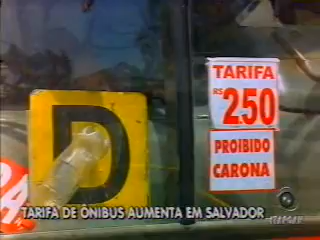 TARIFA
R$ 250
PROIBIDO
CARONA
D
TARIFA DE ÔNIBUS AUMENTA EM SALVADOR